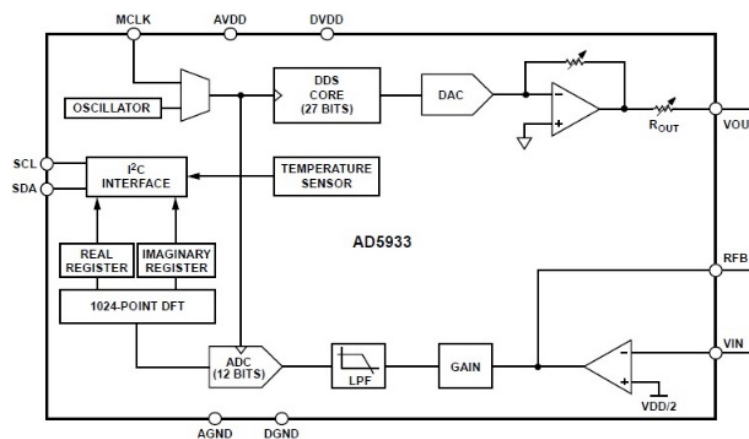 MCLK AVDD DVDD
OSCILLATOR
DDS
CORE
(27 BITS)
DAC
ROUT
VOU
SCL
SDA
I2C
INTERFACE
TEMPERATURE
SENSOR
AD5933
REAL
REGISTER
IMAGINARY
REGISTER
1024-POINT DFT
RFB
ADC
(12 BITS)
LPF
GAIN
VIN
VDD/2
AGND DGND